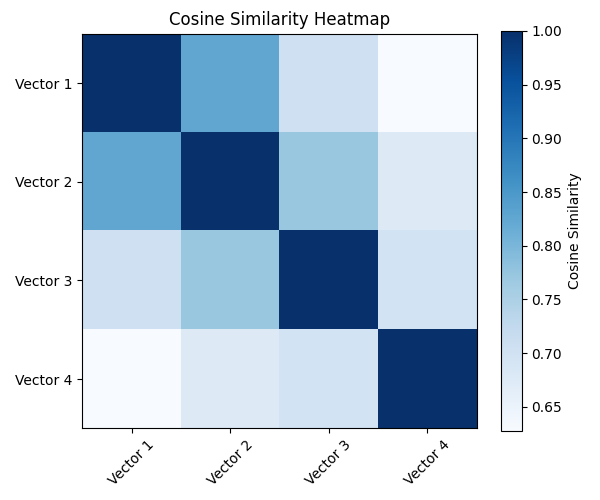 Cosine Similarity Heatmap
Vector 1
Vector 2
Vector 3
Vector 4
Vector 1
Vector 2
Vector 3
Vector 4
1.00
0.95
0.90
0.85
0.80
0.75
0.70
0.65
Cosine Similarity